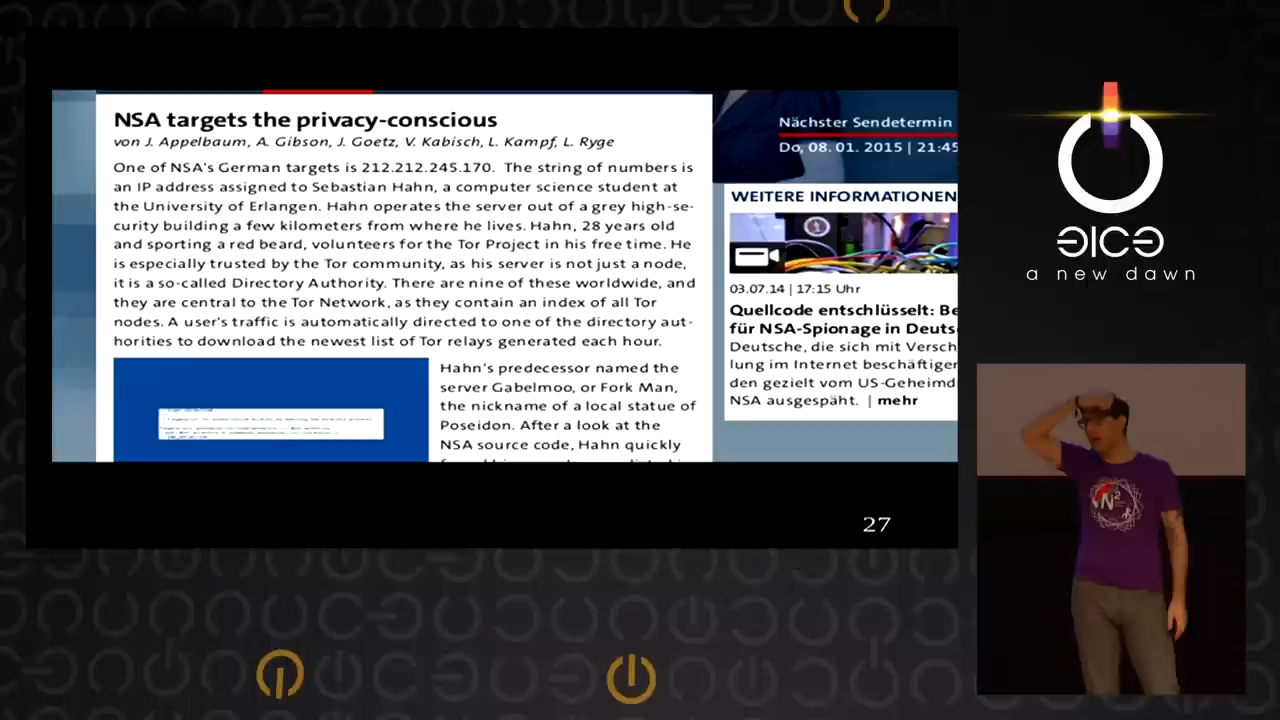 NSA targets the privacy-conscious
von J. Appelbaum, A. Gibson, J. Goetz, V. Kabisch, L. Kampf, L. Ryge
One of NSA's German targets is 212.212.245.170. The string of numbers is
an IP address assigned to Sebastian Hahn, a computer science student at
the University of Erlangen. Hahn operates the server out of a grey high-se-
curity building a few kilometers from where he lives. Hahn, 28 years old
and sporting a red beard, volunteers for the Tor Project in his free time. He
is especially trusted by the Tor community, as his server is not just a node,
it is a so-called Directory Authority. There are nine of these worldwide, and
they are central to the Tor Network, as they contain an index of all Tor
nodes. A user's traffic is automatically directed to one of the directory aut-
horities to download the newest list of Tor relays generated each hour.
Hahn's predecessor named the
server Gabelmoo, or Fork Man,
the nickname of a local statue of
Poseidon. After a look at the
NSA source code, Hahn quickly
Nächster Sendetermin
Do, 08. 01. 2015 | 21:45
WEITERE INFORMATIONEN
03.07.14 | 17:15 Uhr
Quellcode entschlüsselt: Be
für NSA-Spionage in Deuts
Deutsche, die sich mit Versch
lung im Internet beschäftiger
den gezielt vom US-Geheimd
NSA ausgespäht. | mehr
27
a new dawn
N2